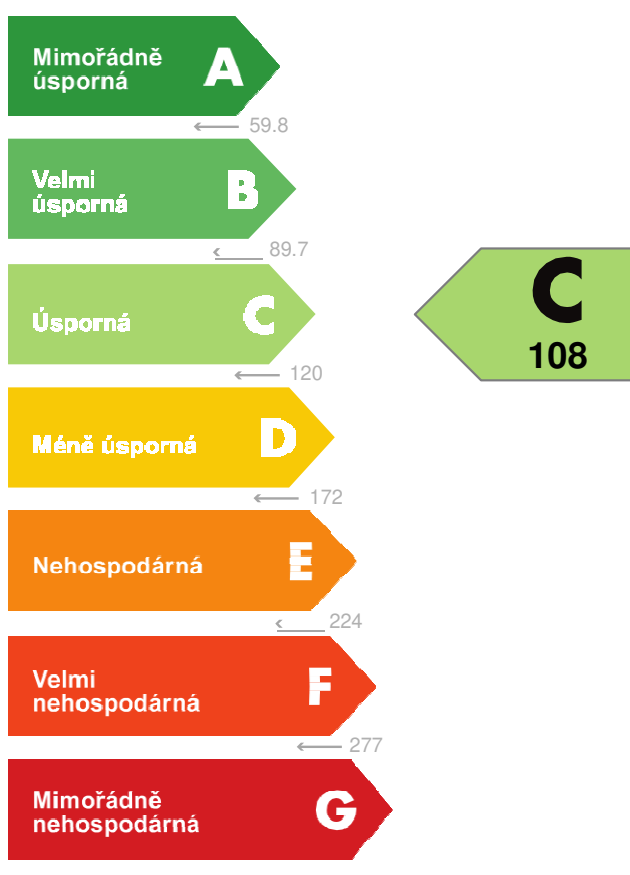 Mimořádně
úsporná
A
59.8
Velmi
úsporná
B
89.7
Úsporná
C
120
C
108
Méně úsporná
D
172
Nehospodárná
E
224
Velmi
nehospodárná
F
277
Mimořádně
nehospodárná
G